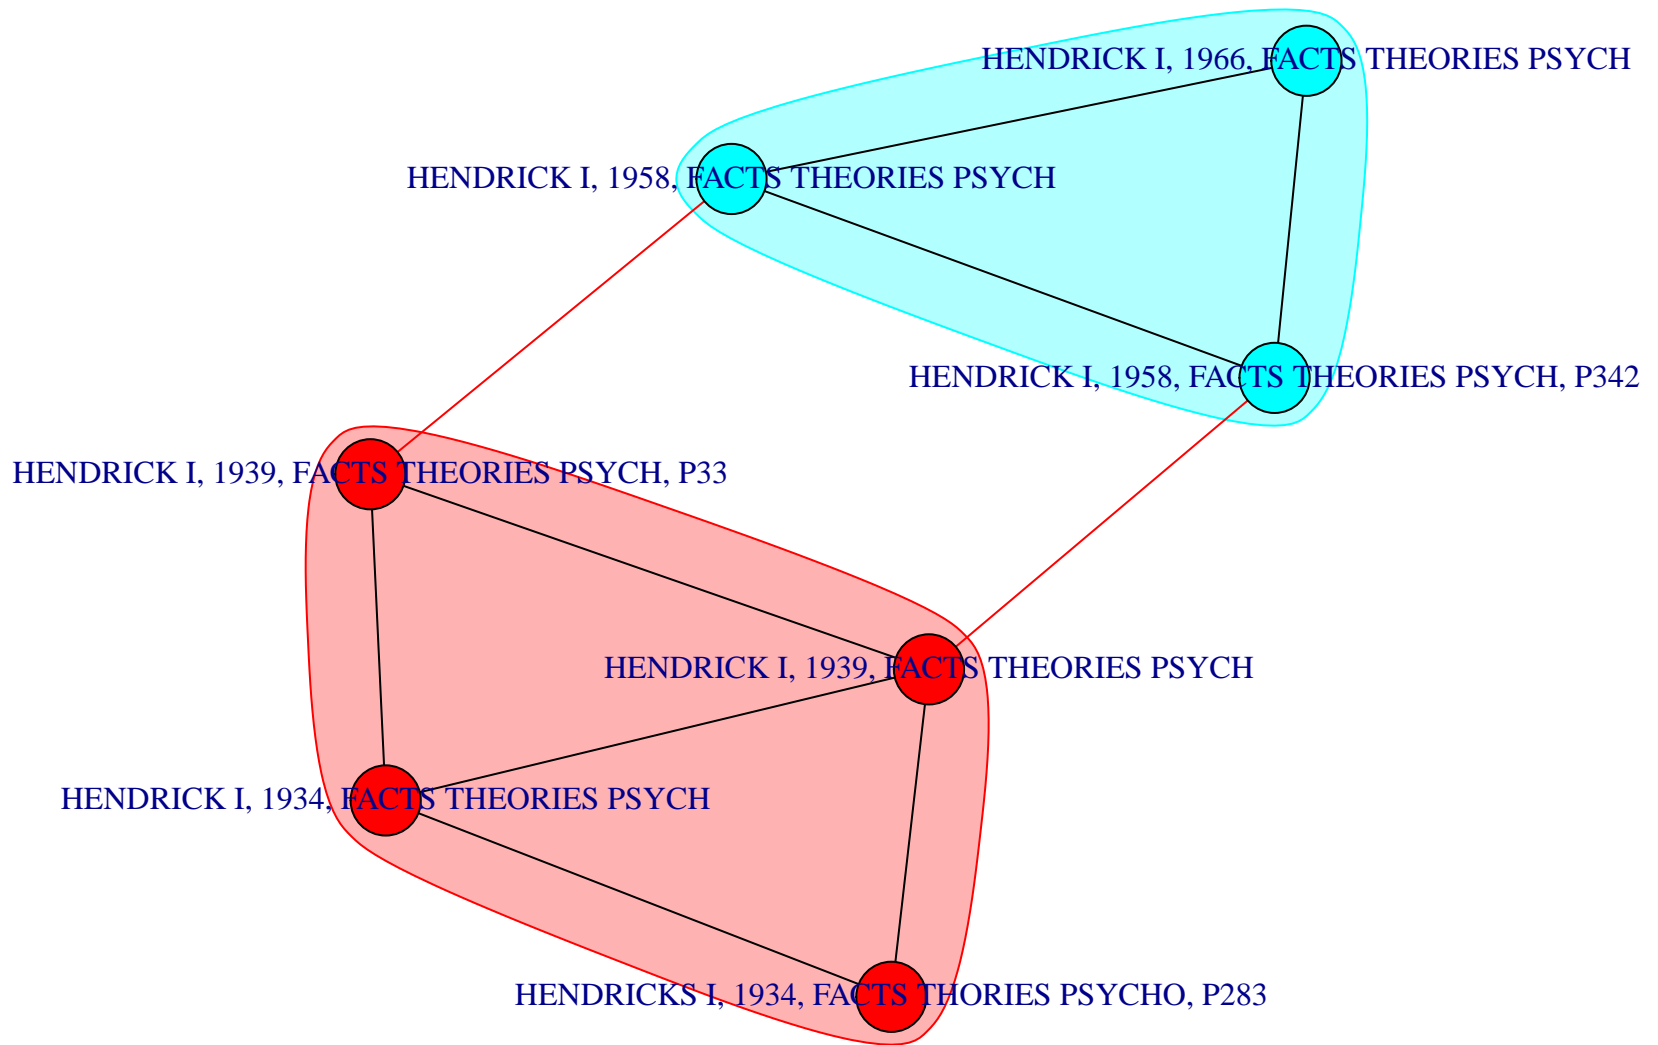 HENDRICK I, 1966, FACTS THEORIES PSYCH
HENDRICK I, 1958, FACTS THEORIES PSYCH
HENDRICK I, 1958, FACTS THEORIES PSYCH, P342
HENDRICK I, 1939, FACTS THEORIES PSYCH, P33
HENDRICK I, 1939, FACTS THEORIES PSYCH
HENDRICK I, 1934, FACTS THEORIES PSYCH
HENDRICKS I, 1934, FACTS THORIES PSYCHO, P283